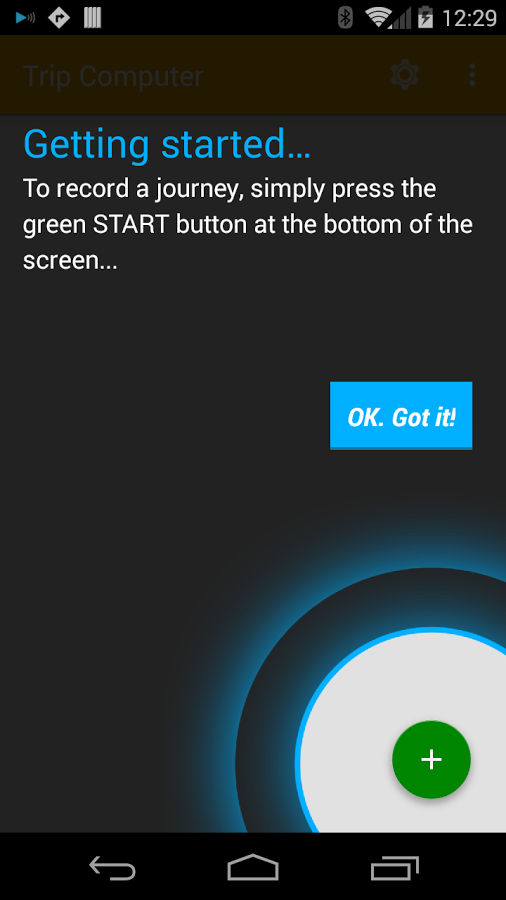 12:29
Trip Computer
Getting started...
To record a journey, simply press the
green START button at the bottom of the
screen...
OK. Got it!
+